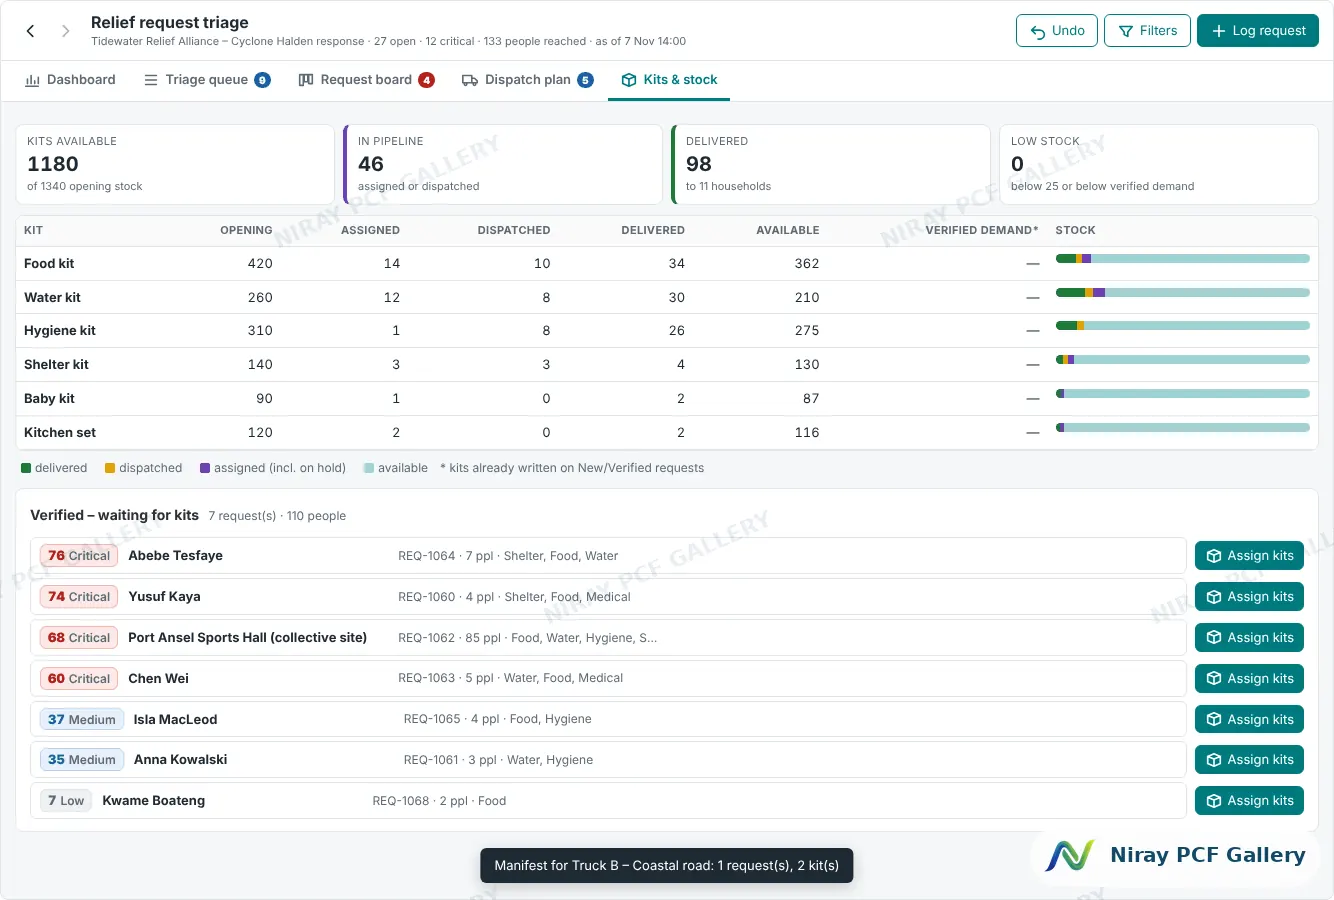 Relief request triage
Tidewater Relief Alliance – Cyclone Halden response · 27 open · 12 critical · 133 people reached · as of 7 Nov 14:00
Undo
Filters
Log request
Dashboard
Triage queue 9
Request board 4
Dispatch plan 5
Kits & stock
KITS AVAILABLE
1180
of 1340 opening stock
IN PIPELINE
46
assigned or dispatched
DELIVERED
98
to 11 households
LOW STOCK
0
below 25 or below verified demand
KIT OPENING ASSIGNED DISPATCHED DELIVERED AVAILABLE VERIFIED DEMAND* STOCK
Food kit 420 14 10 34 362 —
Water kit 260 12 8 30 210 —
Hygiene kit 310 1 8 26 275 —
Shelter kit 140 3 3 4 130 —
Baby kit 90 1 0 2 87 —
Kitchen set 120 2 0 2 116 —
delivered dispatched assigned (incl. on hold) available * kits already written on New/Verified requests
Verified – waiting for kits 7 request(s) · 110 people
76 Critical Abebe Tesfaye REQ-1064 · 7 ppl · Shelter, Food, Water Assign kits
74 Critical Yusuf Kaya REQ-1060 · 4 ppl · Shelter, Food, Medical Assign kits
68 Critical Port Ansel Sports Hall (collective site) REQ-1062 · 85 ppl · Food, Water, Hygiene, S... Assign kits
60 Critical Chen Wei REQ-1063 · 5 ppl · Water, Food, Medical Assign kits
37 Medium Isla MacLeod REQ-1065 · 4 ppl · Food, Hygiene Assign kits
35 Medium Anna Kowalski REQ-1061 · 3 ppl · Water, Hygiene Assign kits
7 Low Kwame Boateng REQ-1068 · 2 ppl · Food Assign kits
Manifest for Truck B – Coastal road: 1 request(s), 2 kit(s)
Niray PCF Gallery
NIRAY PCF GALLERY
NIRAY PCF GALLERY
NIRAY PCF GALLERY